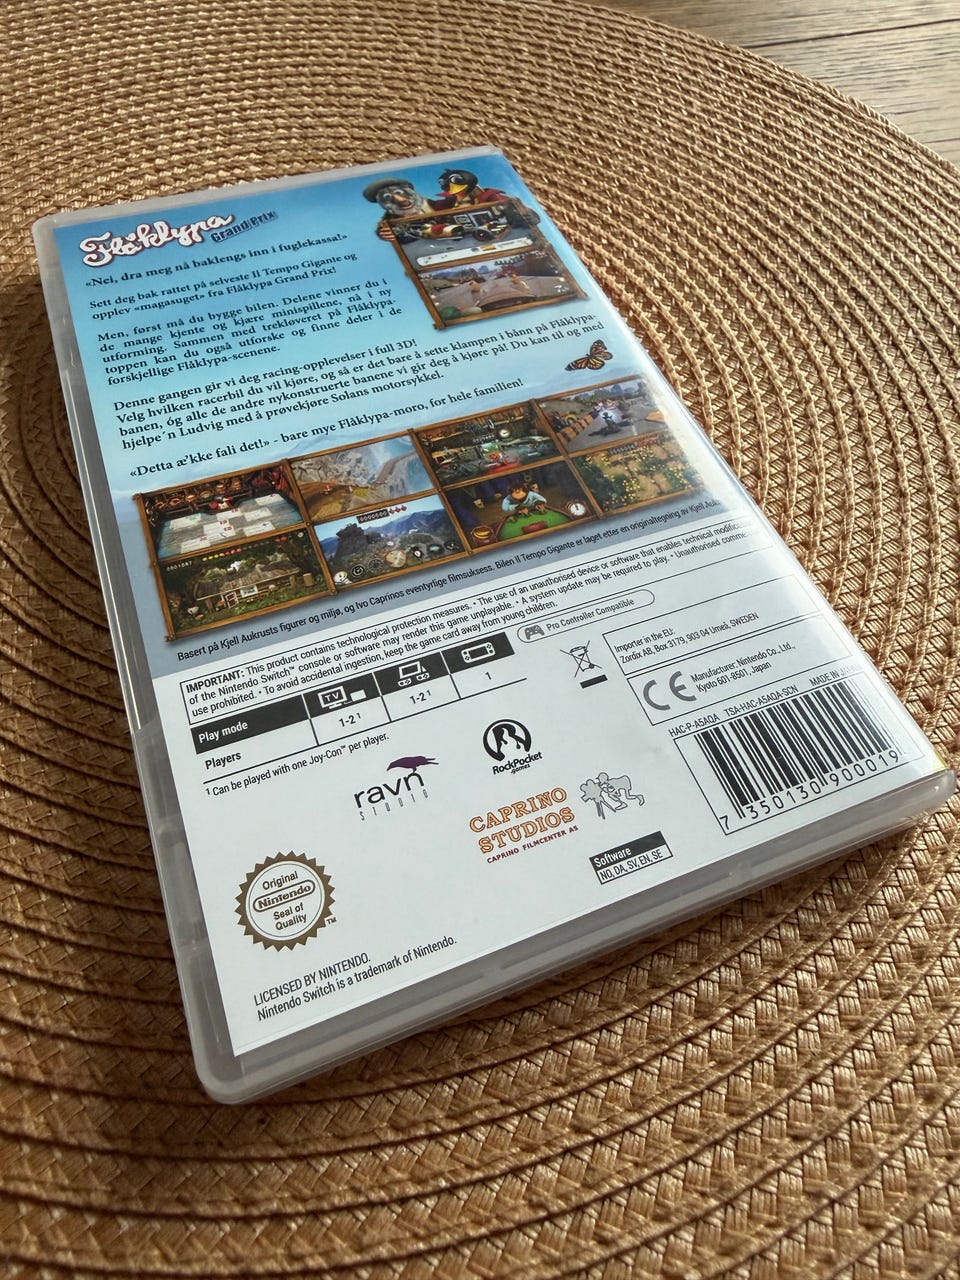 Flåklypa
Grand Prix
«Nei, dra meg nå baklengs inn i fuglekassa!»
Sett deg bak rattet på selveste Il Tempo Gigante og
opplev «magasuget» fra Flåklypa Grand Prix!
Men, først må du bygge bilen. Delene vinner du i
de mange kjente og kjære minispillene, nå i ny
utforming. Sammen med trekløveret på Flåklypa-
toppen kan du også utforske og finne deler i de
forskjellige Flåklypa-scenene.
Denne gangen gir vi deg racing-opplevelser i full 3D!
Velg hvilken racerbil du vil kjøre, og så er det bare å sette klampen i bånn på Flåklypa-
banen, óg alle de andre nykonstruerte banene vi gir deg å kjøre på! Du kan til og med
hjelpe´n Ludvig med å prøvekjøre Solans motorsykkel.
«Detta æ'kke fali det!» - bare mye Flåklypa-moro, for hele familien!
Basert på Kjell Aukrusts figurer og miljø, og Ivo Caprinos eventyrlige filmsuksess. Bilen Il Tempo Gigante er laget etter en originaltegning av Kjell
IMPORTANT: This product contains technological protection measures. • The use of an unauthorised device or software that enables technical
of the Nintendo Switch™ console or software may render this game unplayable. • A system update may be required to play. • Unauthorised
use prohibited. • To avoid accidental ingestion, keep the game card away from young children.
Pro Controller Compatible
Play mode
TV
Players
1-2¹
1-2¹
1
¹ Can be played with one Joy-Con™ per player.
Importer in the EU:
Zordix AB, Box 3179, 903 04 Umeå, SWEDEN
CE
Manufacturer: Nintendo Co., Ltd.,
Kyoto 601-8501, Japan
HAC-P-A5AQA TSA-HAC-A5AQA-SCN MADE IN
7 350130 900019
ravn
STUDIO
RockPocket
.games
CAPRINO
STUDIOS
CAPRINO FILMCENTER AS
Software
NO, DA, SV, EN, SE
Original
Nintendo
Seal of
Quality
TM
LICENSED BY NINTENDO.
Nintendo Switch is a trademark of Nintendo.